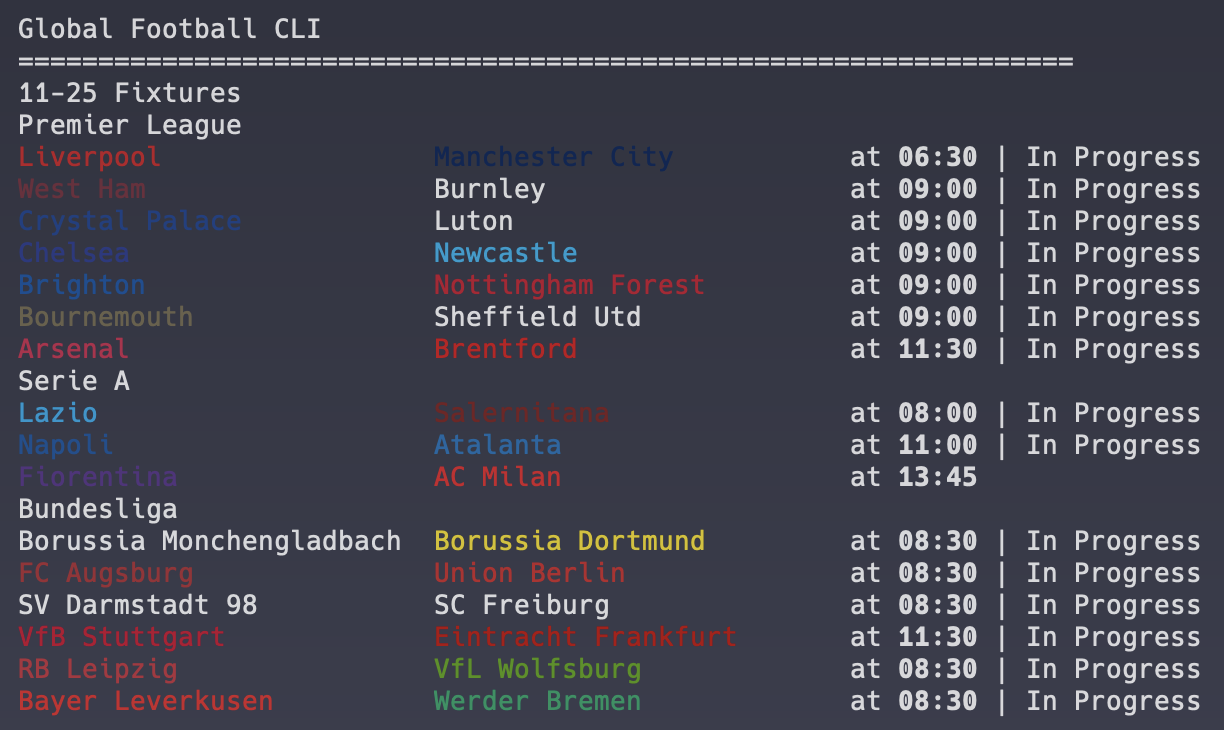 Global Football CLI
==================================================================
11-25 Fixtures
Premier League
Liverpool Manchester City at 06:30 | In Progress
West Ham Burnley at 09:00 | In Progress
Crystal Palace Luton at 09:00 | In Progress
Chelsea Newcastle at 09:00 | In Progress
Brighton Nottingham Forest at 09:00 | In Progress
Bournemouth Sheffield Utd at 09:00 | In Progress
Arsenal Brentford at 11:30 | In Progress
Serie A
Lazio Salernitana at 08:00 | In Progress
Napoli Atalanta at 11:00 | In Progress
Fiorentina AC Milan at 13:45
Bundesliga
Borussia Monchengladbach Borussia Dortmund at 08:30 | In Progress
FC Augsburg Union Berlin at 08:30 | In Progress
SV Darmstadt 98 SC Freiburg at 08:30 | In Progress
VfB Stuttgart Eintracht Frankfurt at 11:30 | In Progress
RB Leipzig VfL Wolfsburg at 08:30 | In Progress
Bayer Leverkusen Werder Bremen at 08:30 | In Progress